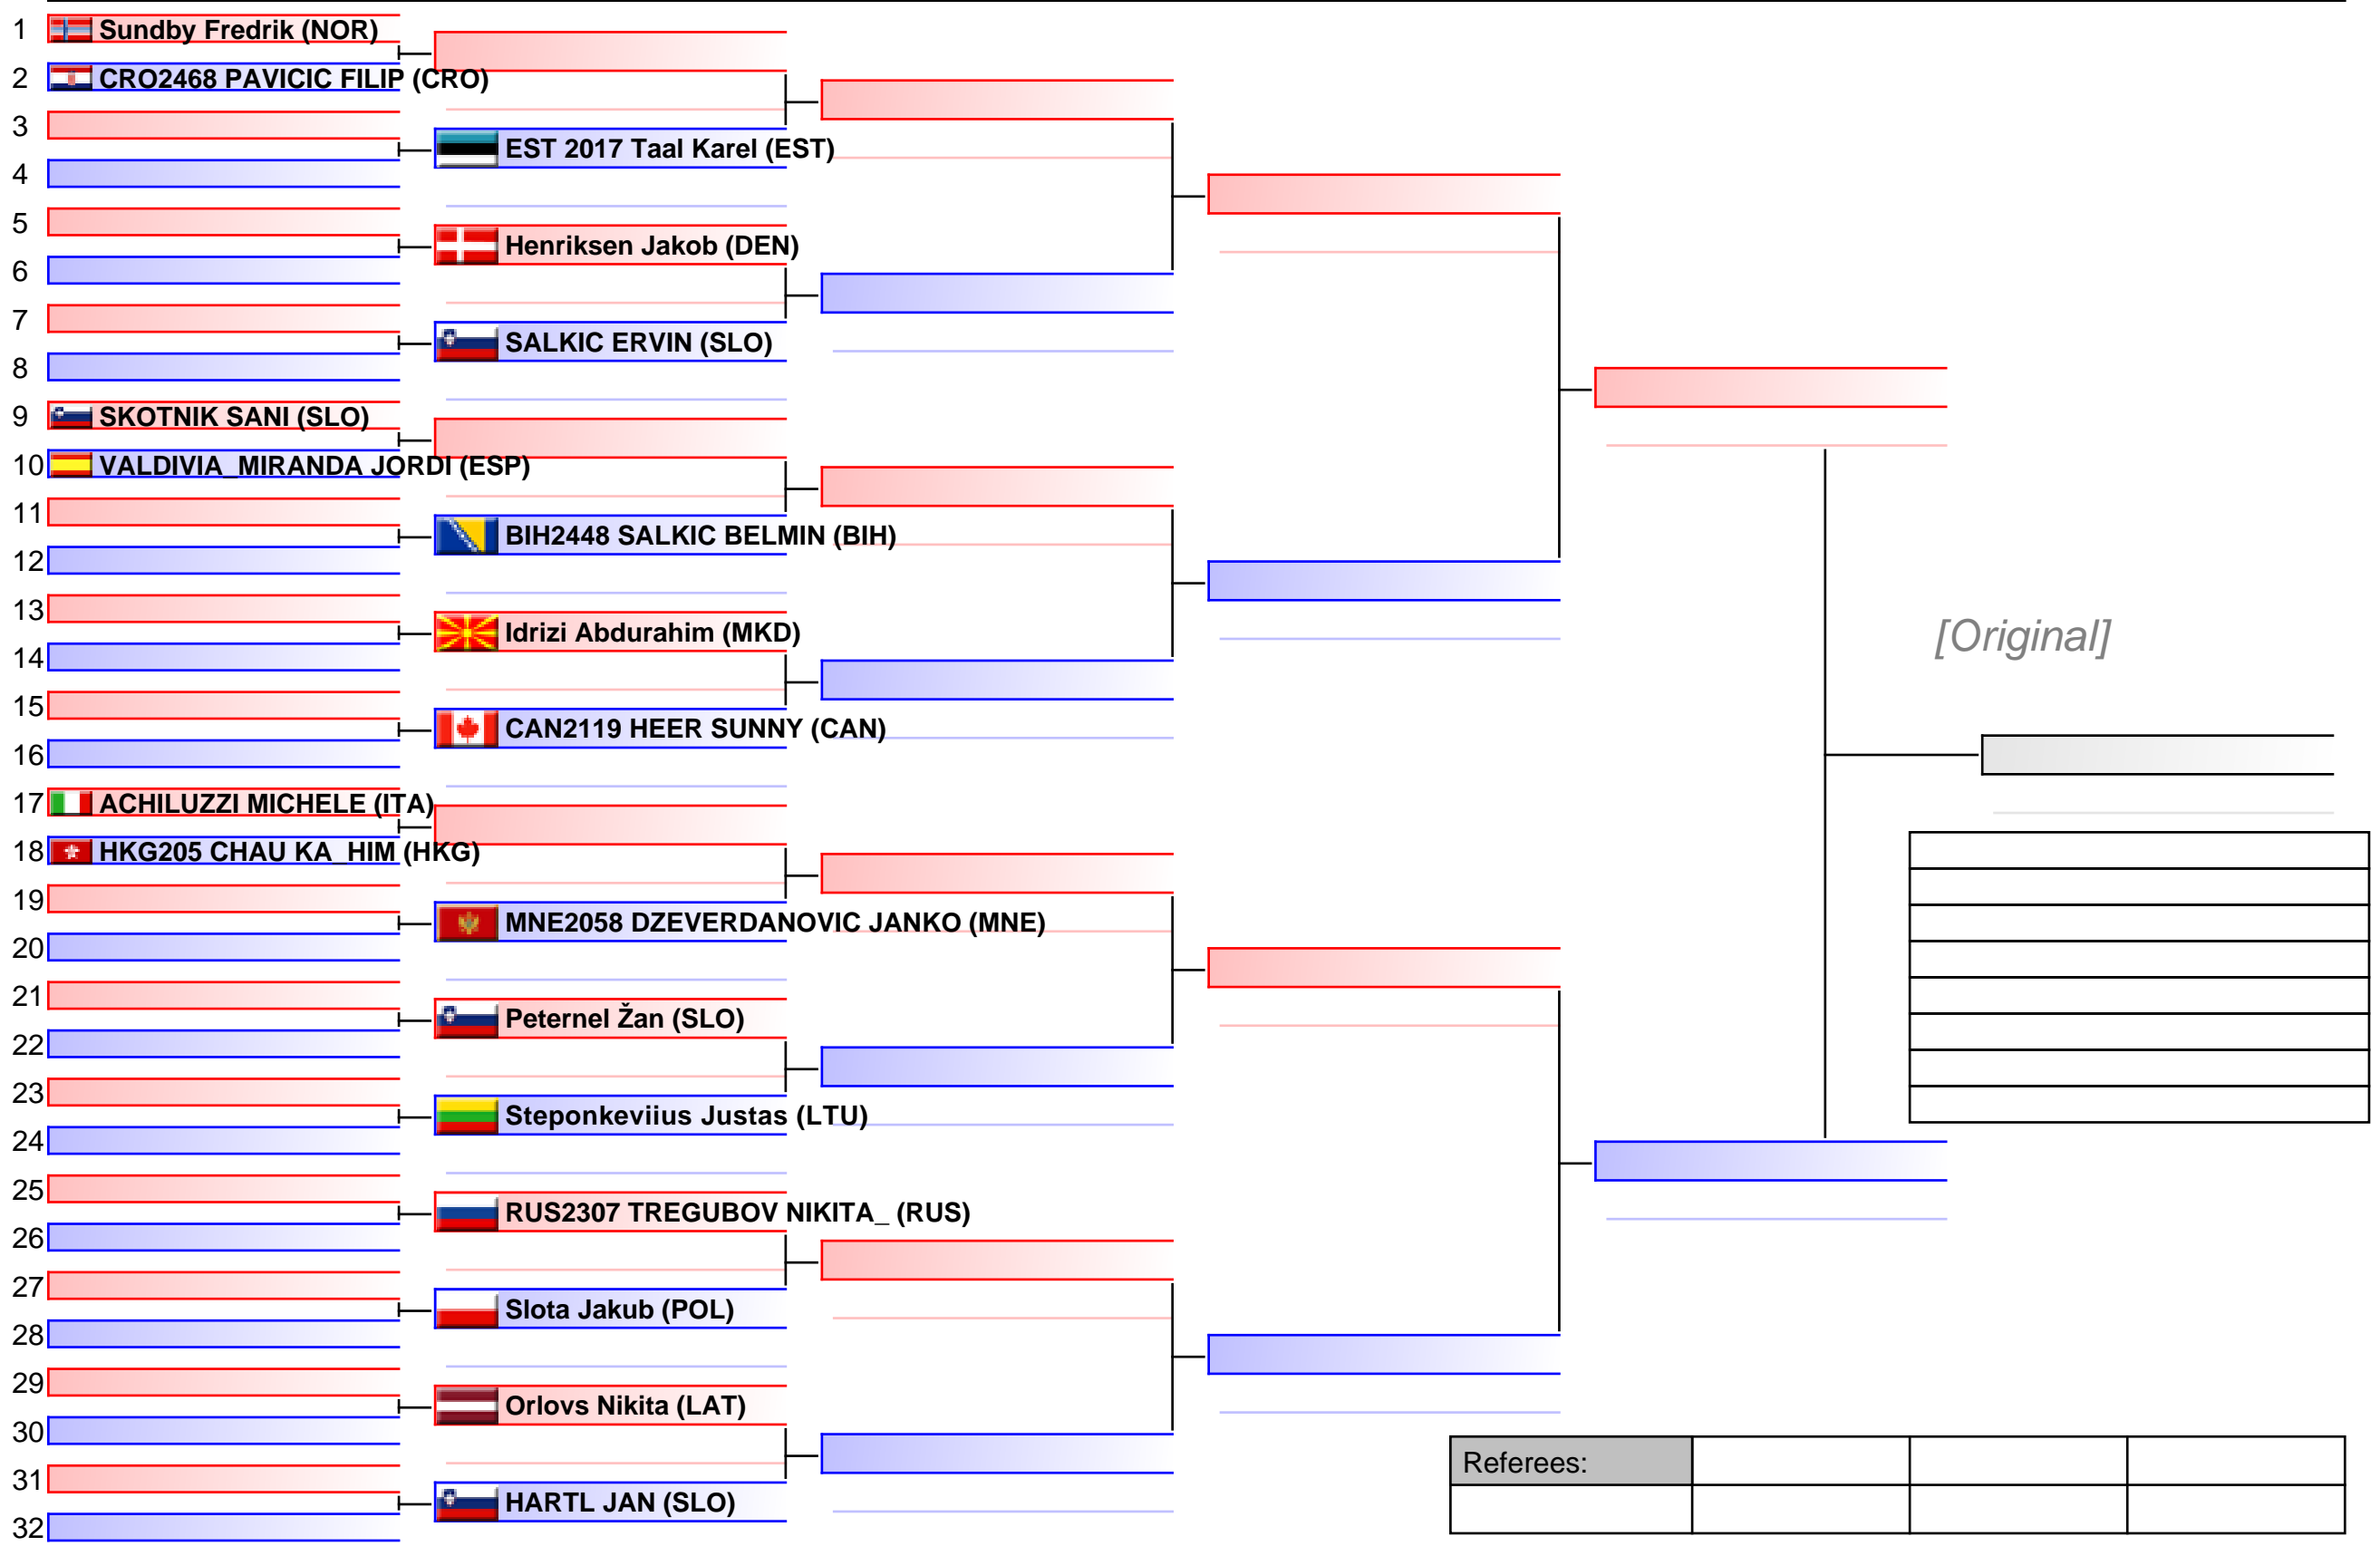 1 Sundby Fredrik (NOR)
2 CRO2468 PAVICIC FILIP (CRO)
3
EST 2017 Taal Karel (EST)
4
5
Henriksen Jakob (DEN)
6
7
SALKIC ERVIN (SLO)
8
9 SKOTNIK SANI (SLO)
10 VALDIVIA_MIRANDA JORDI (ESP)
11
BIH2448 SALKIC BELMIN (BIH)
12
13
Idrizi Abdurahim (MKD)
[Original]
14
15
CAN2119 HEER SUNNY (CAN)
16
17 ACHILUZZI MICHELE (ITA)
18 HKG205 CHAU KA_HIM (HKG)
19
MNE2058 DZEVERDANOVIC JANKO (MNE)
20
21
Peternel Žan (SLO)
22
23
Steponkeviius Justas (LTU)
24
25
RUS2307 TREGUBOV NIKITA_ (RUS)
26
27
Slota Jakub (POL)
28
29
Orlovs Nikita (LAT)
30
Referees:
31
HARTL JAN (SLO)
32